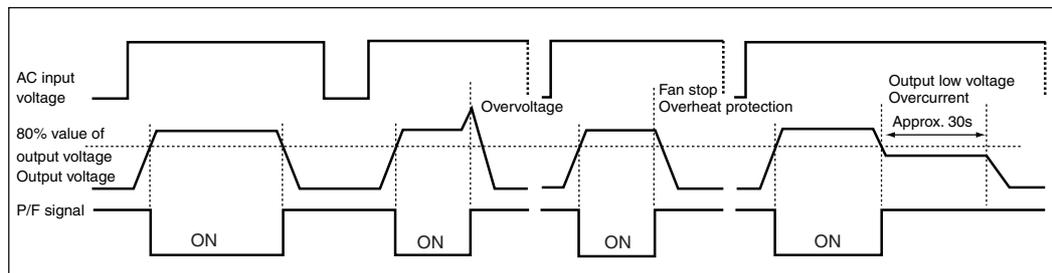 AC input
voltage
Overvoltage
Fan stop
Overheat protection
Output low voltage
Overcurrent
Approx. 30s
80% value of
output voltage
Output voltage
P/F signal
ON
ON
ON
ON